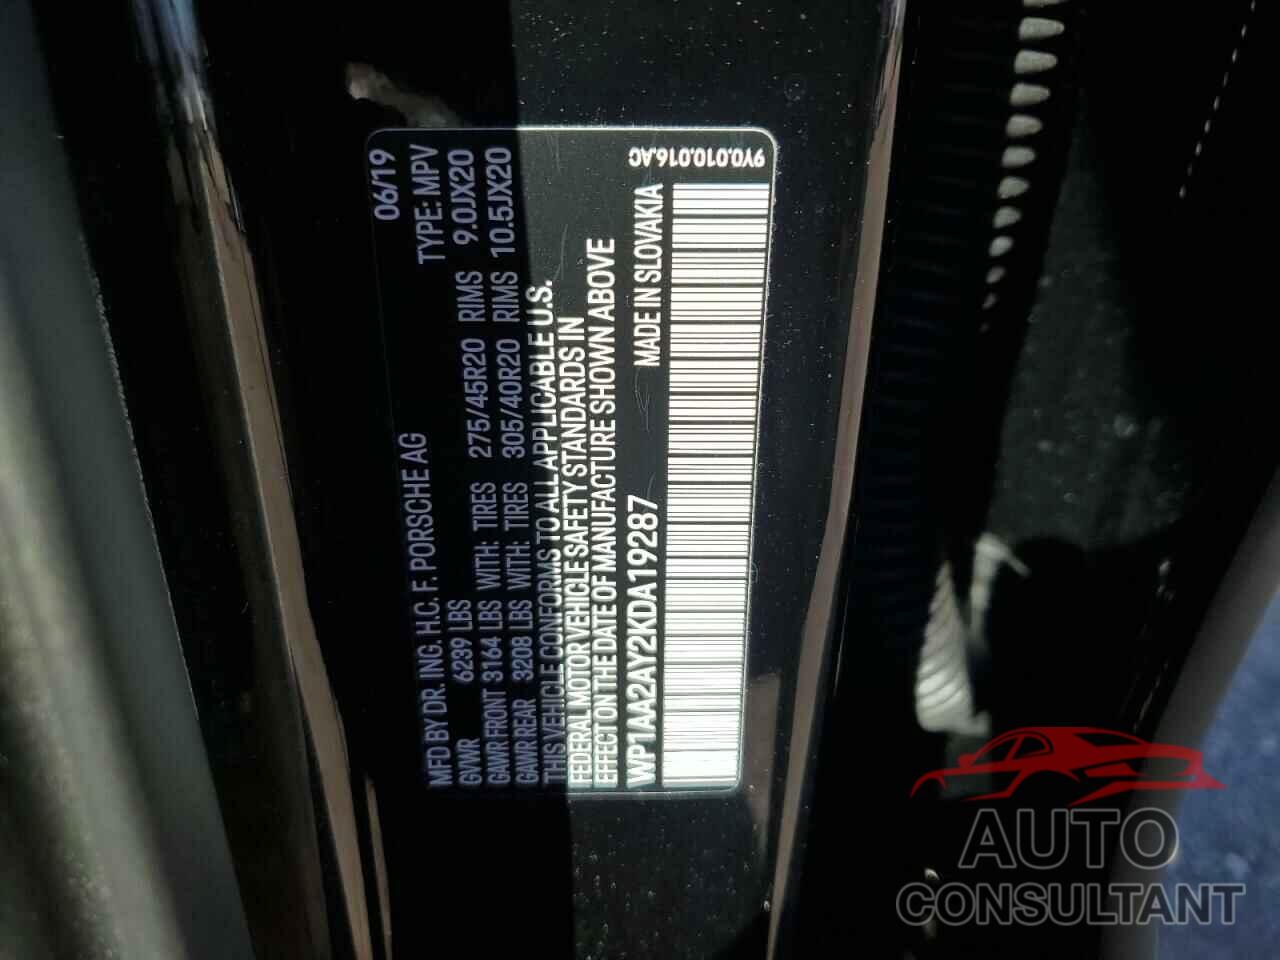 MFD BY DR. ING. H.C. F. PORSCHE AG 06/19
GVWR 6239 LBS TYPE: MPV
GAWR FRONT 3164 LBS WITH: TIRES 275/45R20 RIMS 9.0JX20
GAWR REAR 3208 LBS WITH: TIRES 305/40R20 RIMS 10.5JX20
THIS VEHICLE CONFORMS TO ALL APPLICABLE U.S.
FEDERAL MOTOR VEHICLE SAFETY STANDARDS IN
EFFECT ON THE DATE OF MANUFACTURE SHOWN ABOVE
WP1AA2AY2KDA19287 MADE IN SLOVAKIA
9Y0.010.016.AC
AUTO
CONSULTANT